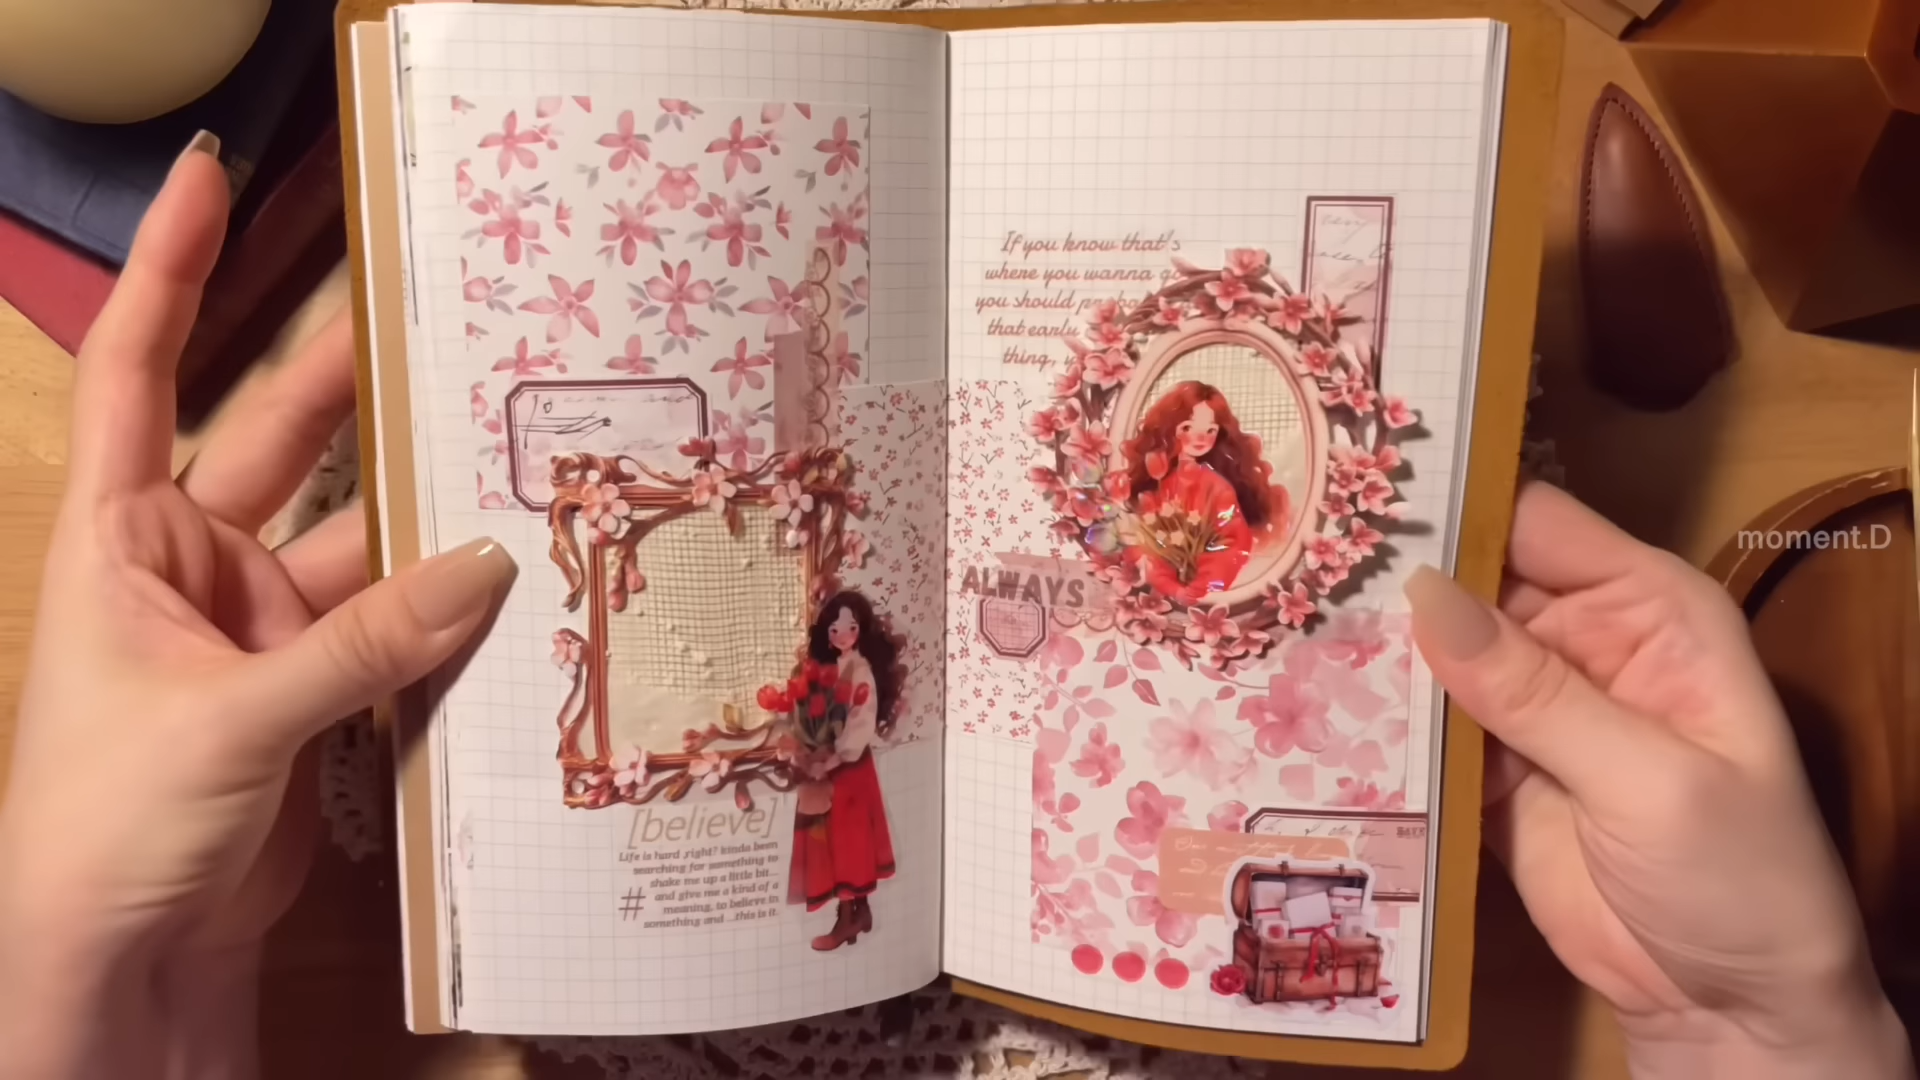 [believe]
Life is hard ,right? kinda been
searching for something to
shake me up a little bit...
# and give me a kind of a
meaning, to believe in
something and ...this is it.
If you know that's
where you wanna go
you should
that early
thing,
ALWAYS
moment.D